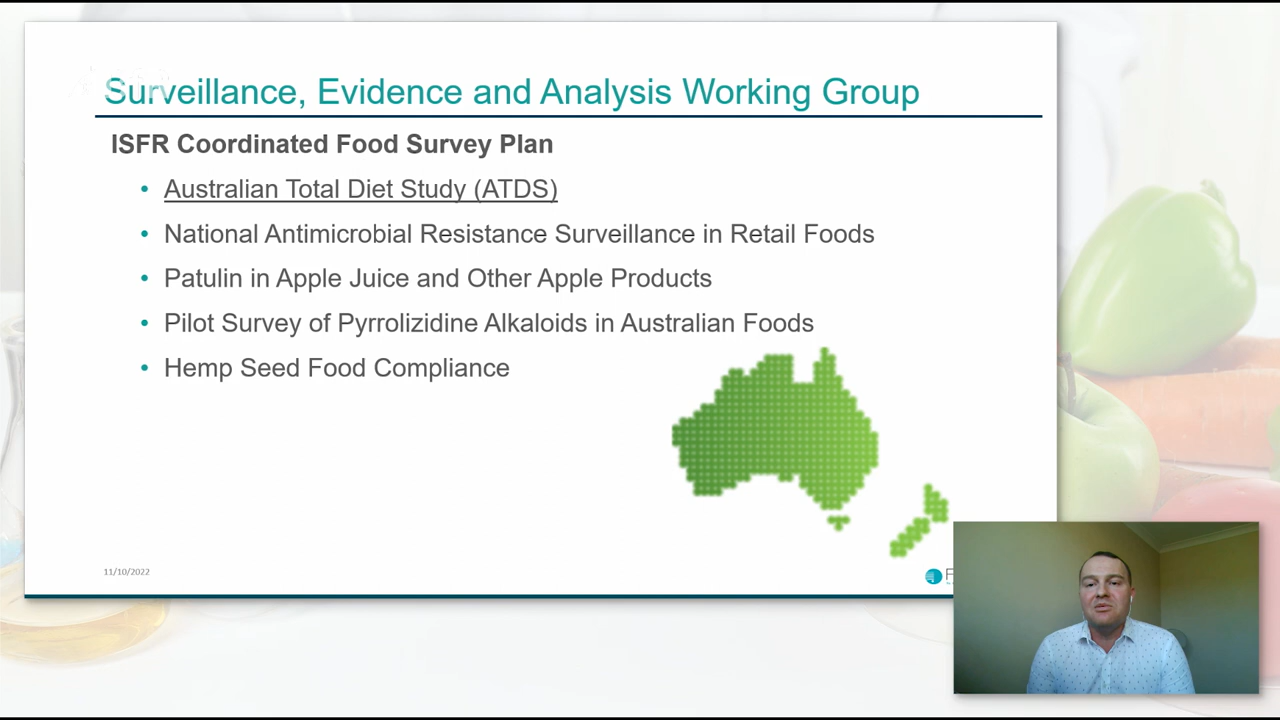 Surveillance, Evidence and Analysis Working Group
ISFR Coordinated Food Survey Plan
• Australian Total Diet Study (ATDS)
• National Antimicrobial Resistance Surveillance in Retail Foods
• Patulin in Apple Juice and Other Apple Products
• Pilot Survey of Pyrrolizidine Alkaloids in Australian Foods
• Hemp Seed Food Compliance
11/10/2022